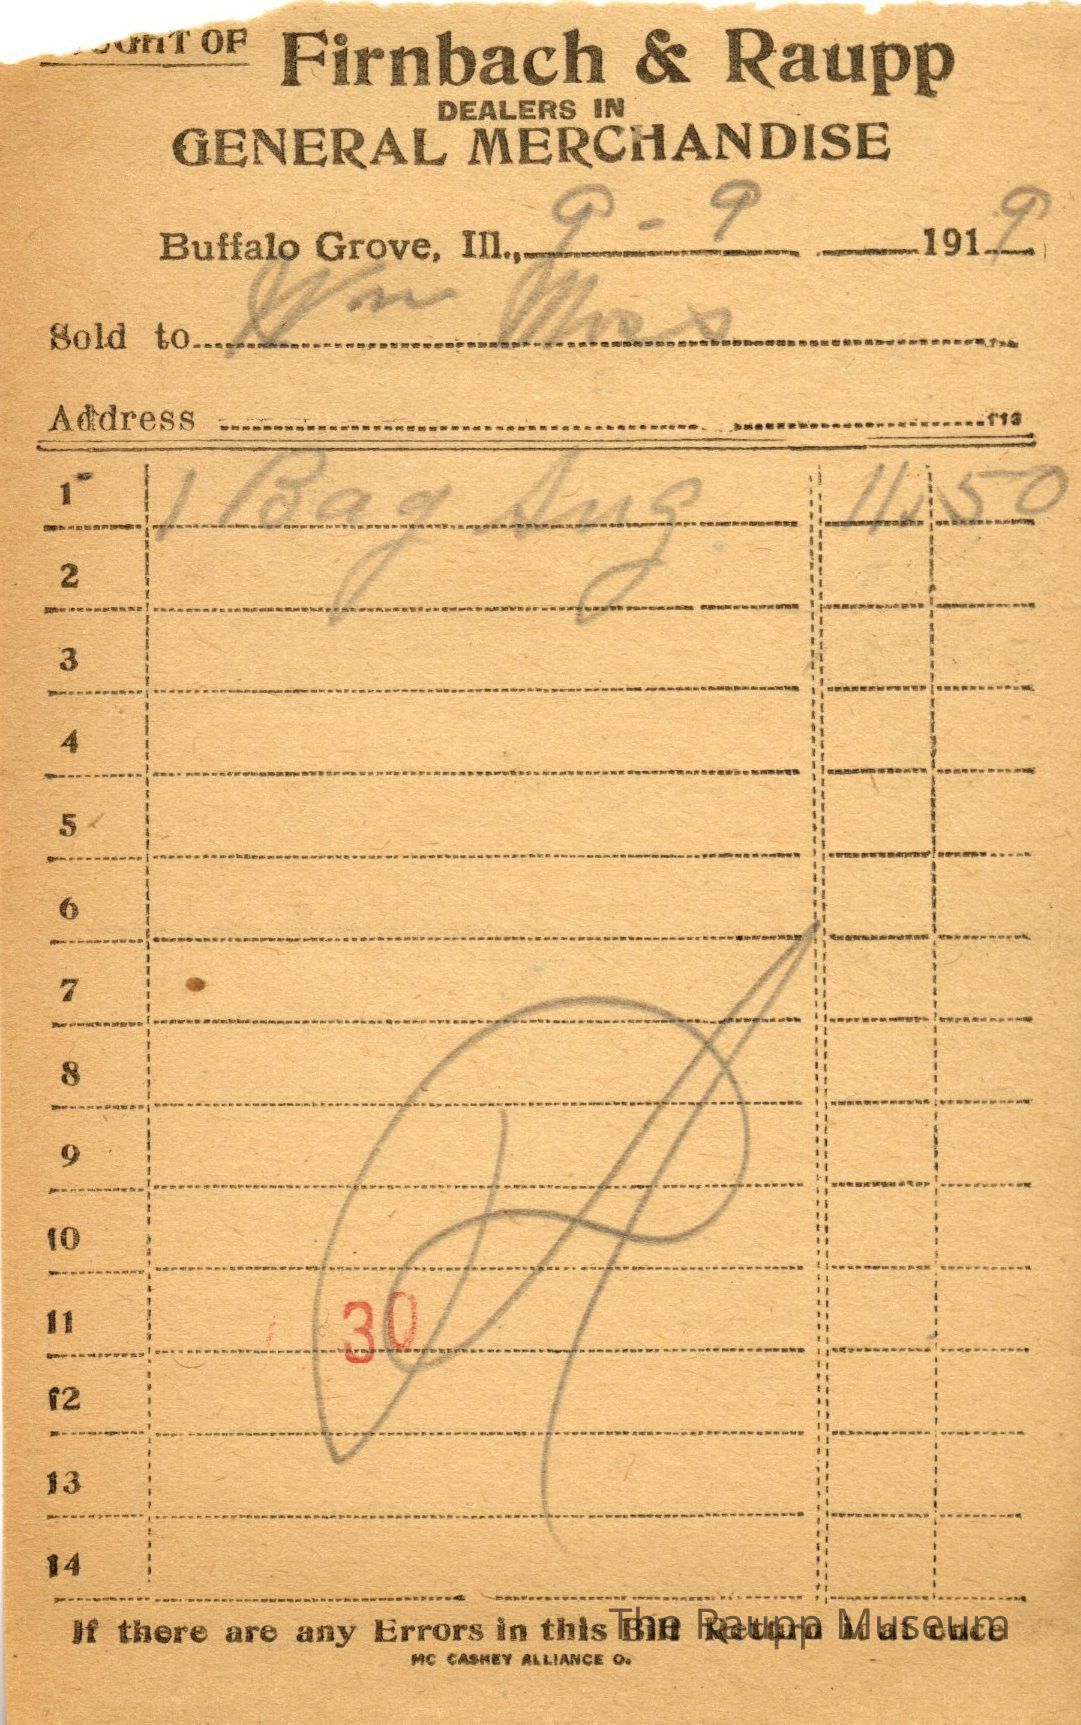 OUGHT OF Firnbach & Raupp
DEALERS IN
GENERAL MERCHANDISE
Buffalo Grove, Ill., 9 - 9 1919
Sold to Wm
Address
1 1 Bag 11.50
2
3
4
5
6
7
8
9
10
11
30
12
13
14
If there are any Errors in this Bill Return it at once
The Raupp Museum
MC CASKEY ALLIANCE O.